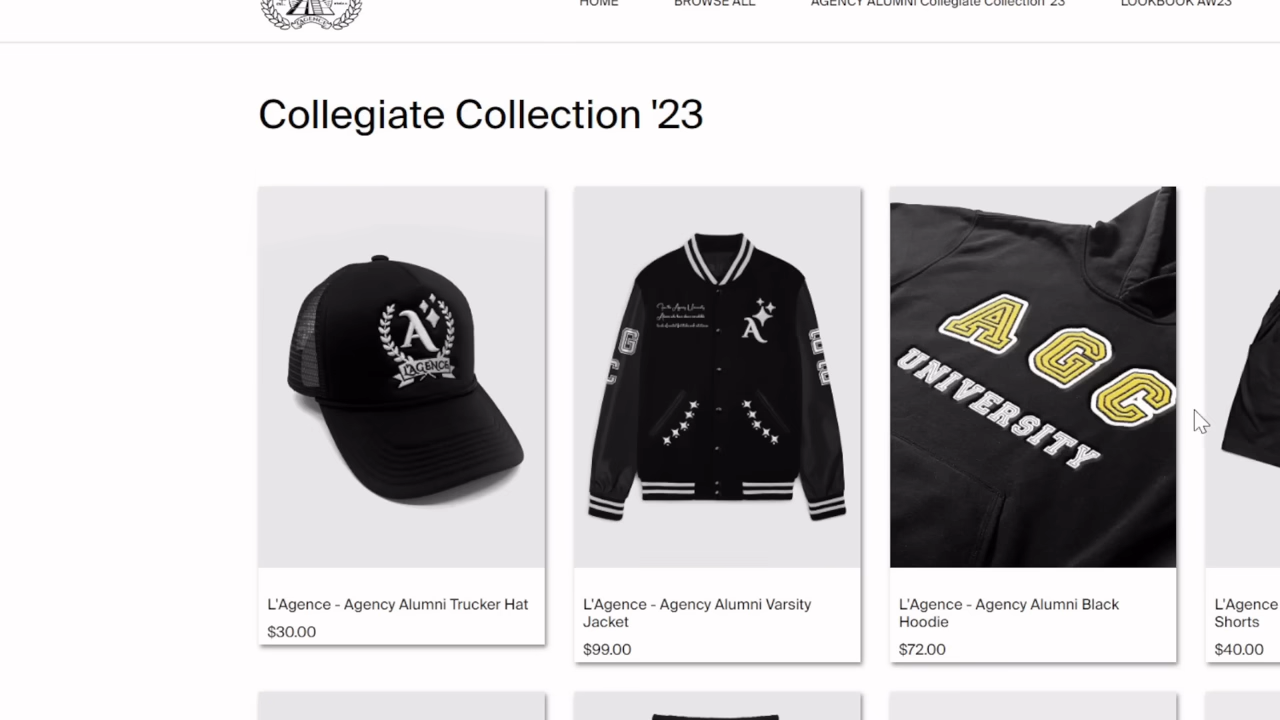 HOME
BROWSE ALL
AGENCY ALUMNI Collegiate Collection '23
LOOKBOOK AW23
L'AGENCE
Collegiate Collection '23
A
L'AGENCE
A
G
C
A G C
UNIVERSITY
L'Agence - Agency Alumni Trucker Hat
$30.00
L'Agence - Agency Alumni Varsity
Jacket
$99.00
L'Agence - Agency Alumni Black
Hoodie
$72.00
L'Agence
Shorts
$40.00